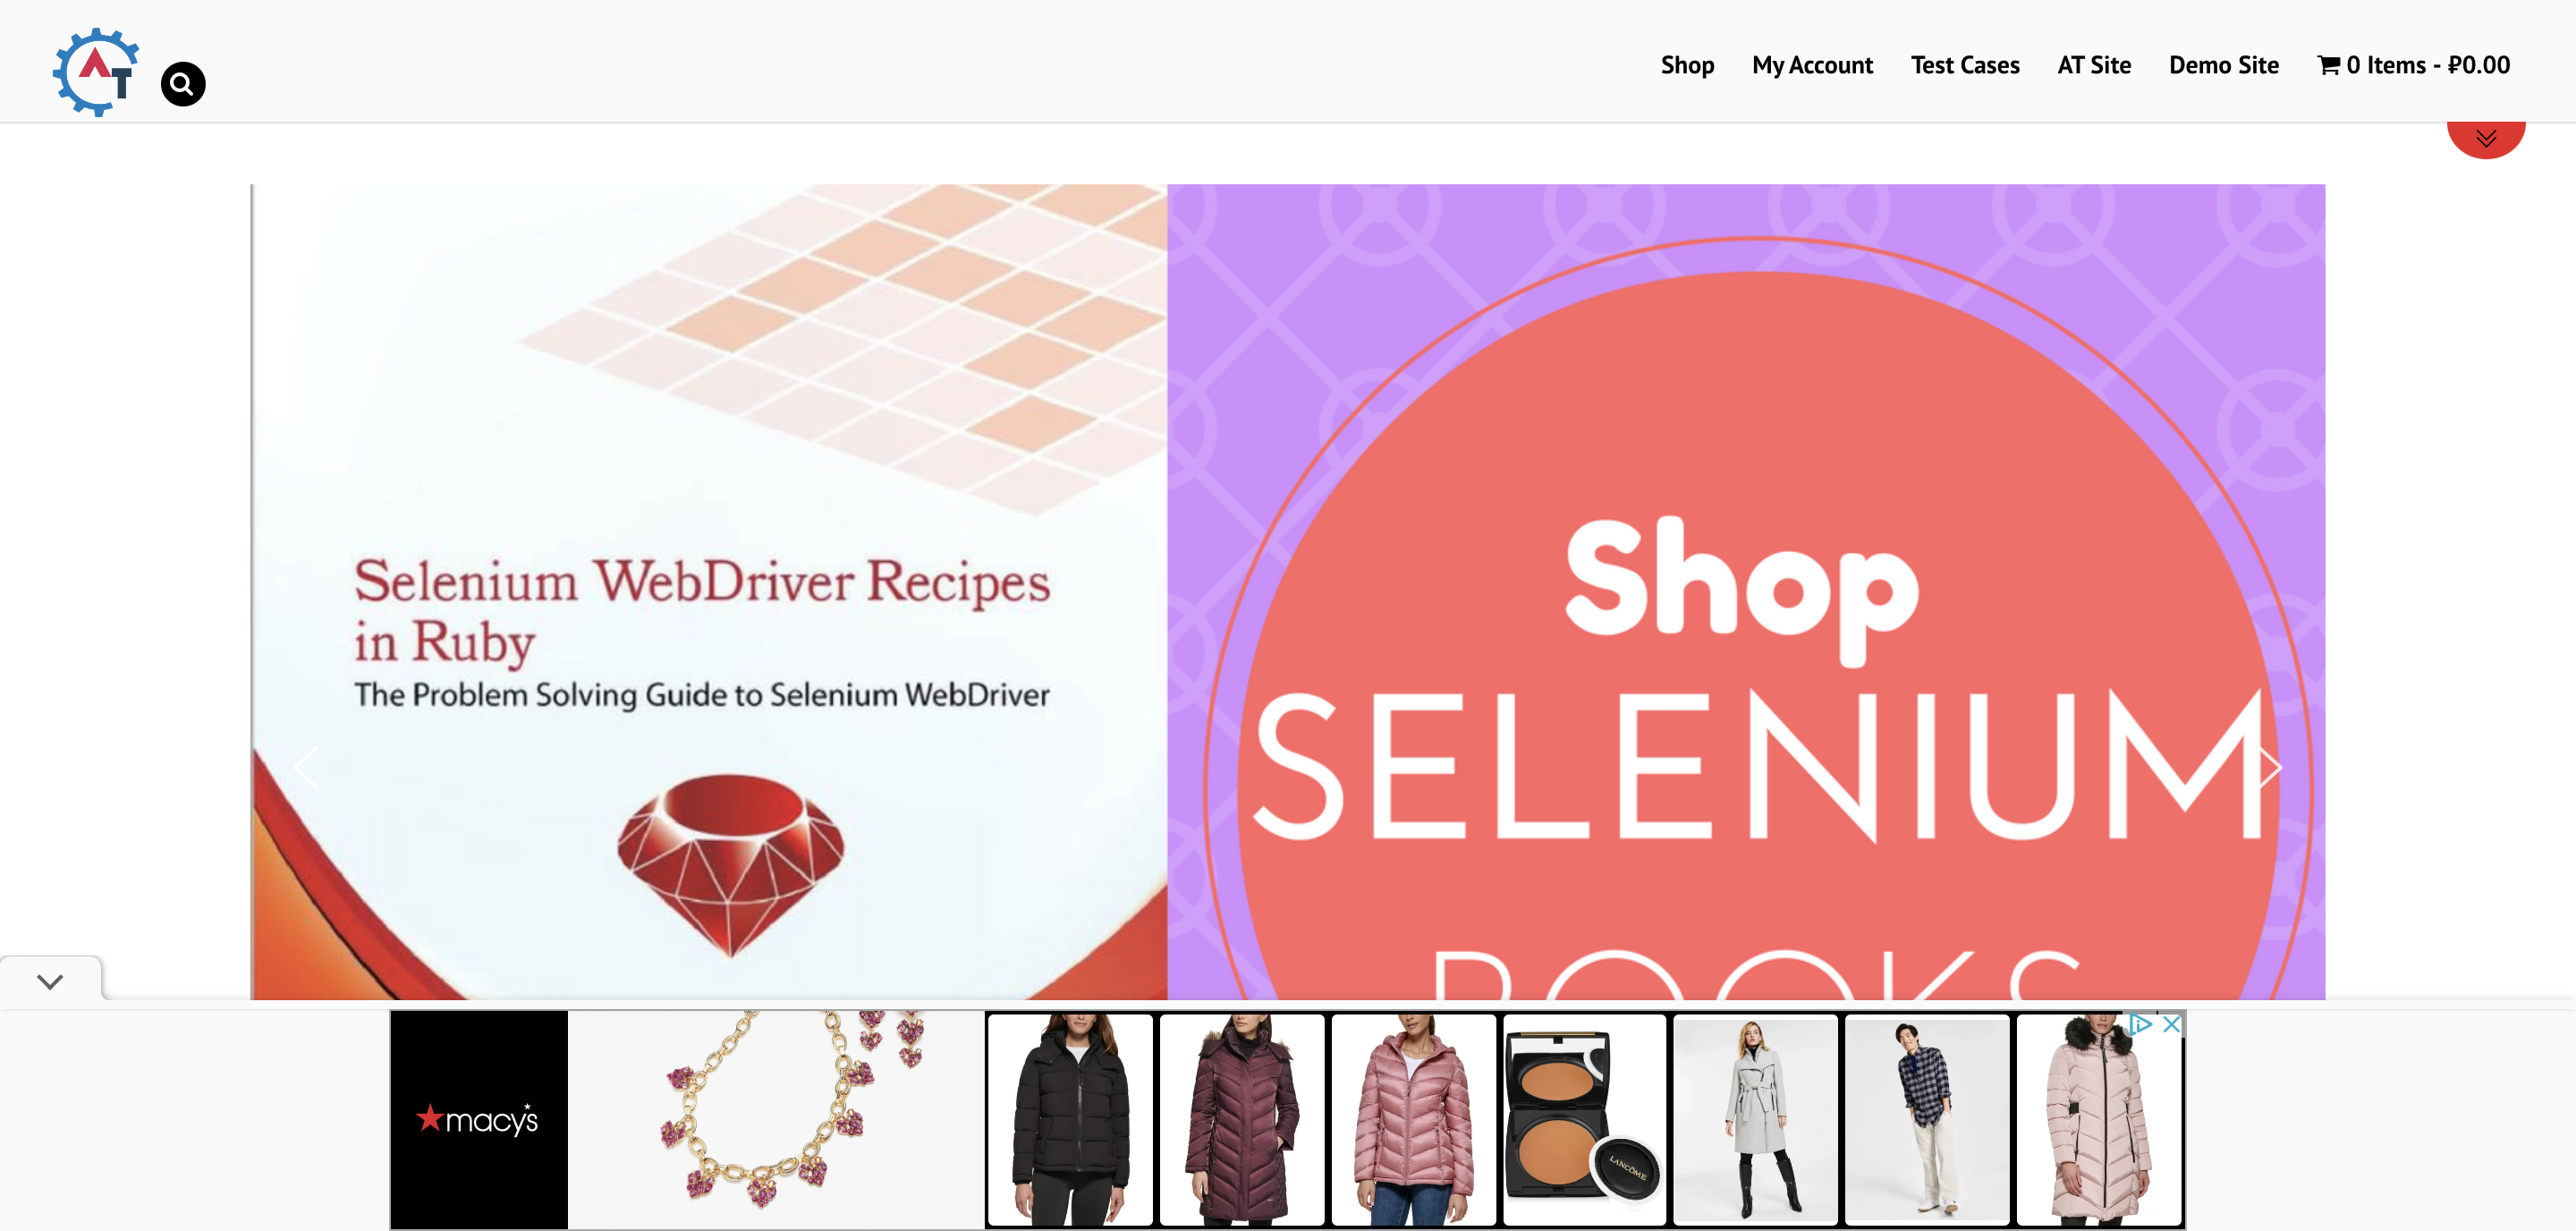 AT
Shop
My Account
Test Cases
AT Site
Demo Site
0 Items - ₽0.00
Selenium WebDriver Recipes
in Ruby
The Problem Solving Guide to Selenium WebDriver
Shop
SELENIUM
BOOKS
macy's
LANCÔME